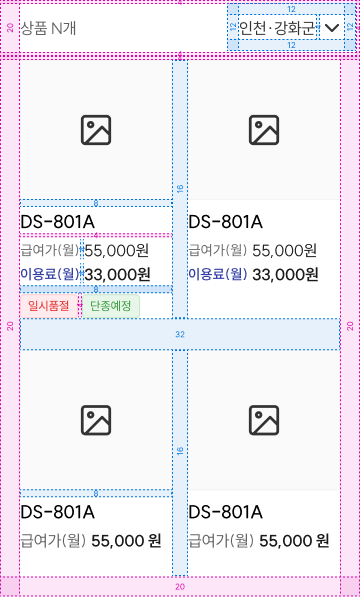 12
20 상품 N개 12 인천·강화군 12
12
16
8
DS-801A DS-801A
4
급여가(월) 55,000원 급여가(월) 55,000원
이용료(월) 33,000원 이용료(월) 33,000원
8
일시품절 단종예정
20 20
32
16
8
DS-801A DS-801A
급여가(월) 55,000 원 급여가(월) 55,000 원
20